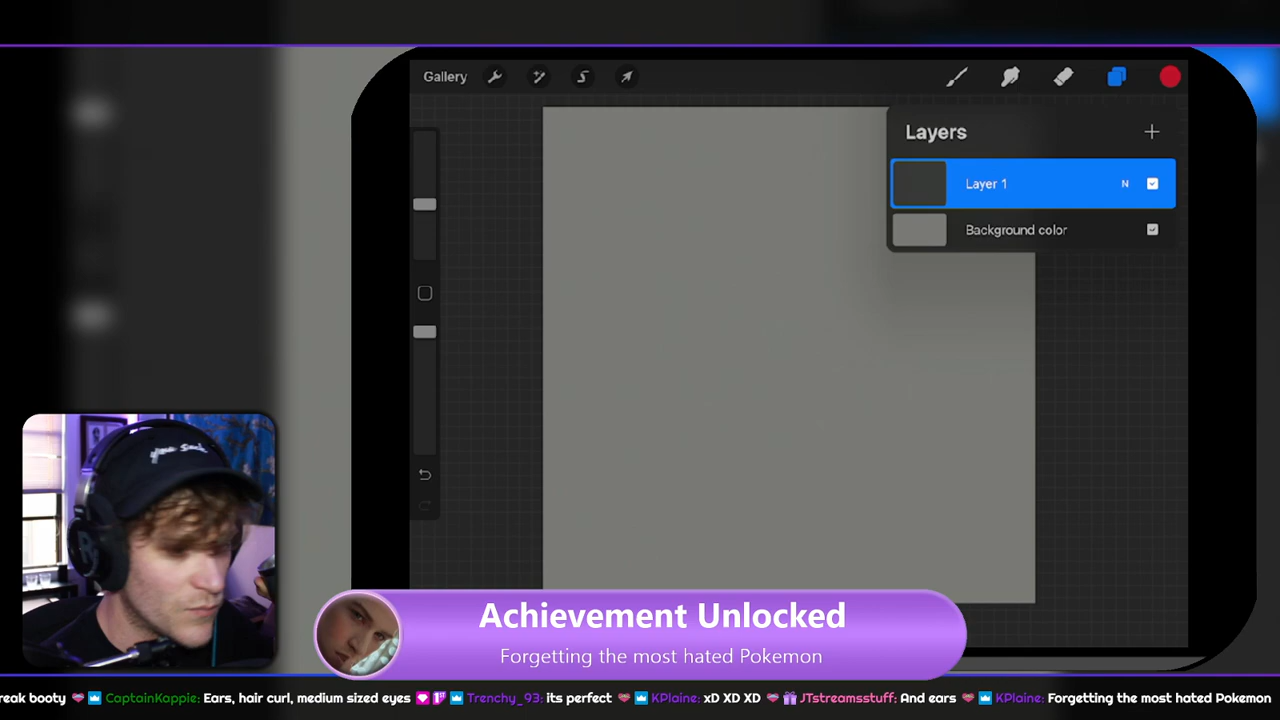 Gallery
Layers
Layer 1
N
Background color
Achievement Unlocked
Forgetting the most hated Pokemon
reak booty CaptainKappie: Ears, hair curl, medium sized eyes Trenchy_93: its perfect KPlaine: xD XD XD JTstreamsstuff: And ears KPlaine: Forgetting the most hated Pokemon